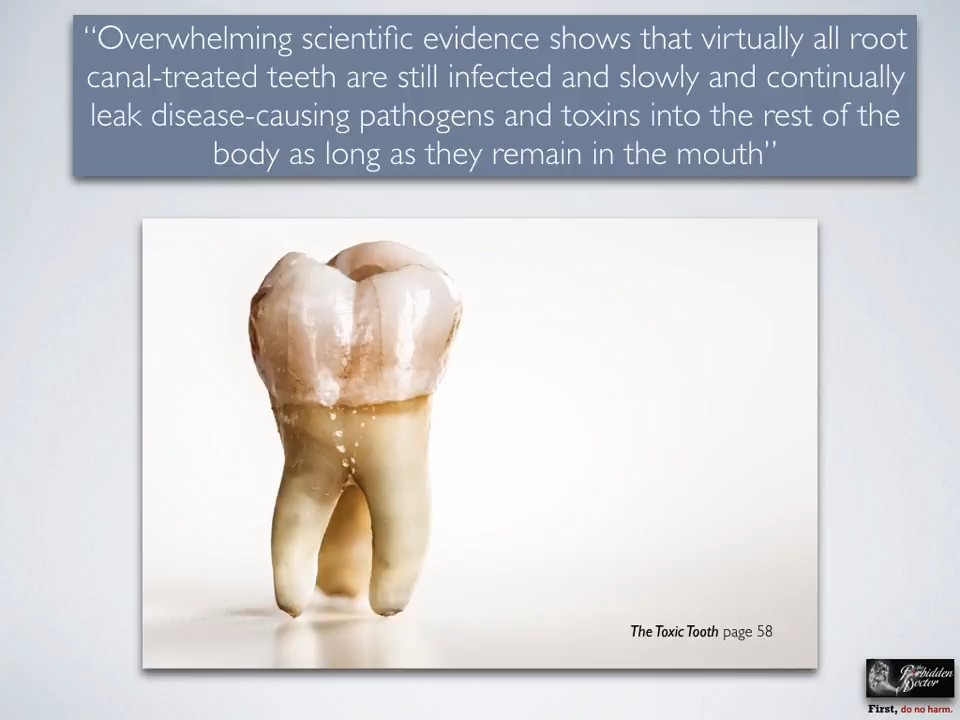 “Overwhelming scientific evidence shows that virtually all root
canal-treated teeth are still infected and slowly and continually
leak disease-causing pathogens and toxins into the rest of the
body as long as they remain in the mouth”
The Toxic Tooth page 58
the
Forbidden
Doctor
First, do no harm.